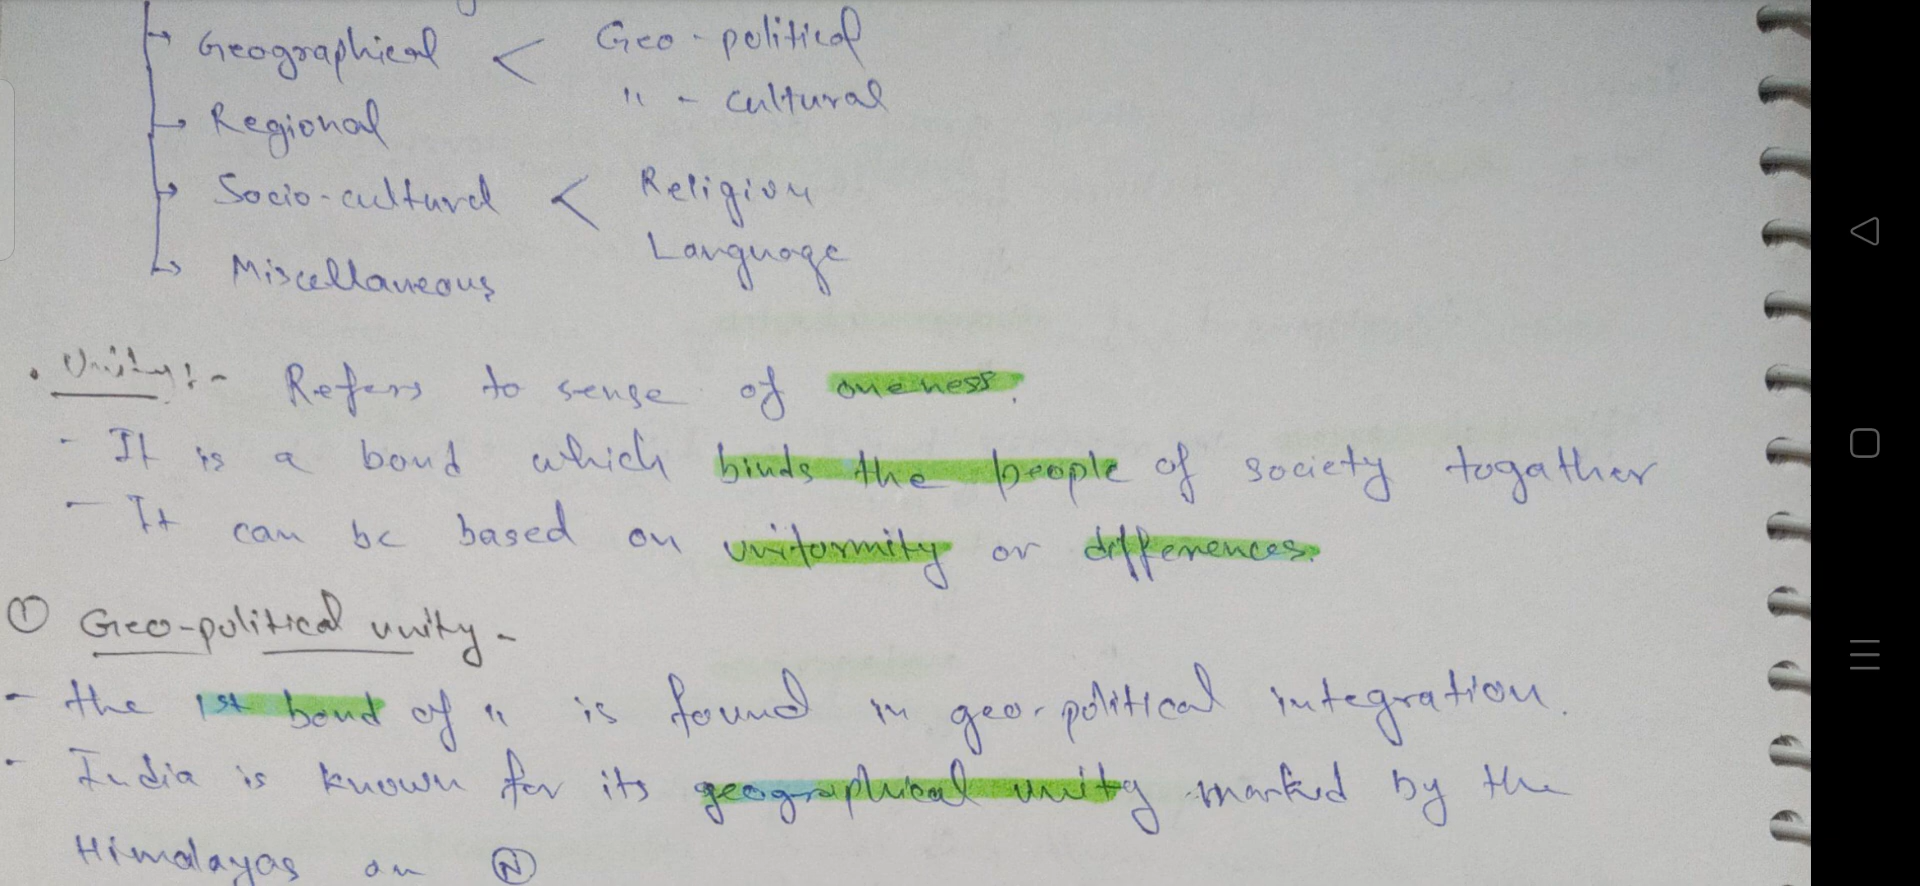 → Geographical < Geo-political
" - cultural
→ Regional
→ Socio-cultural < Religion
Language
→ Miscellaneous
. Unity :- Refers to sense of oneness.
- It is a bond which binds the people of society togather
- It can be based on uniformity or differences.
① Geo-political unity -
- the 1st bond of " is found in geo-political integration.
- India is known for its geographical unity marked by the
Himalayas on Ⓝ